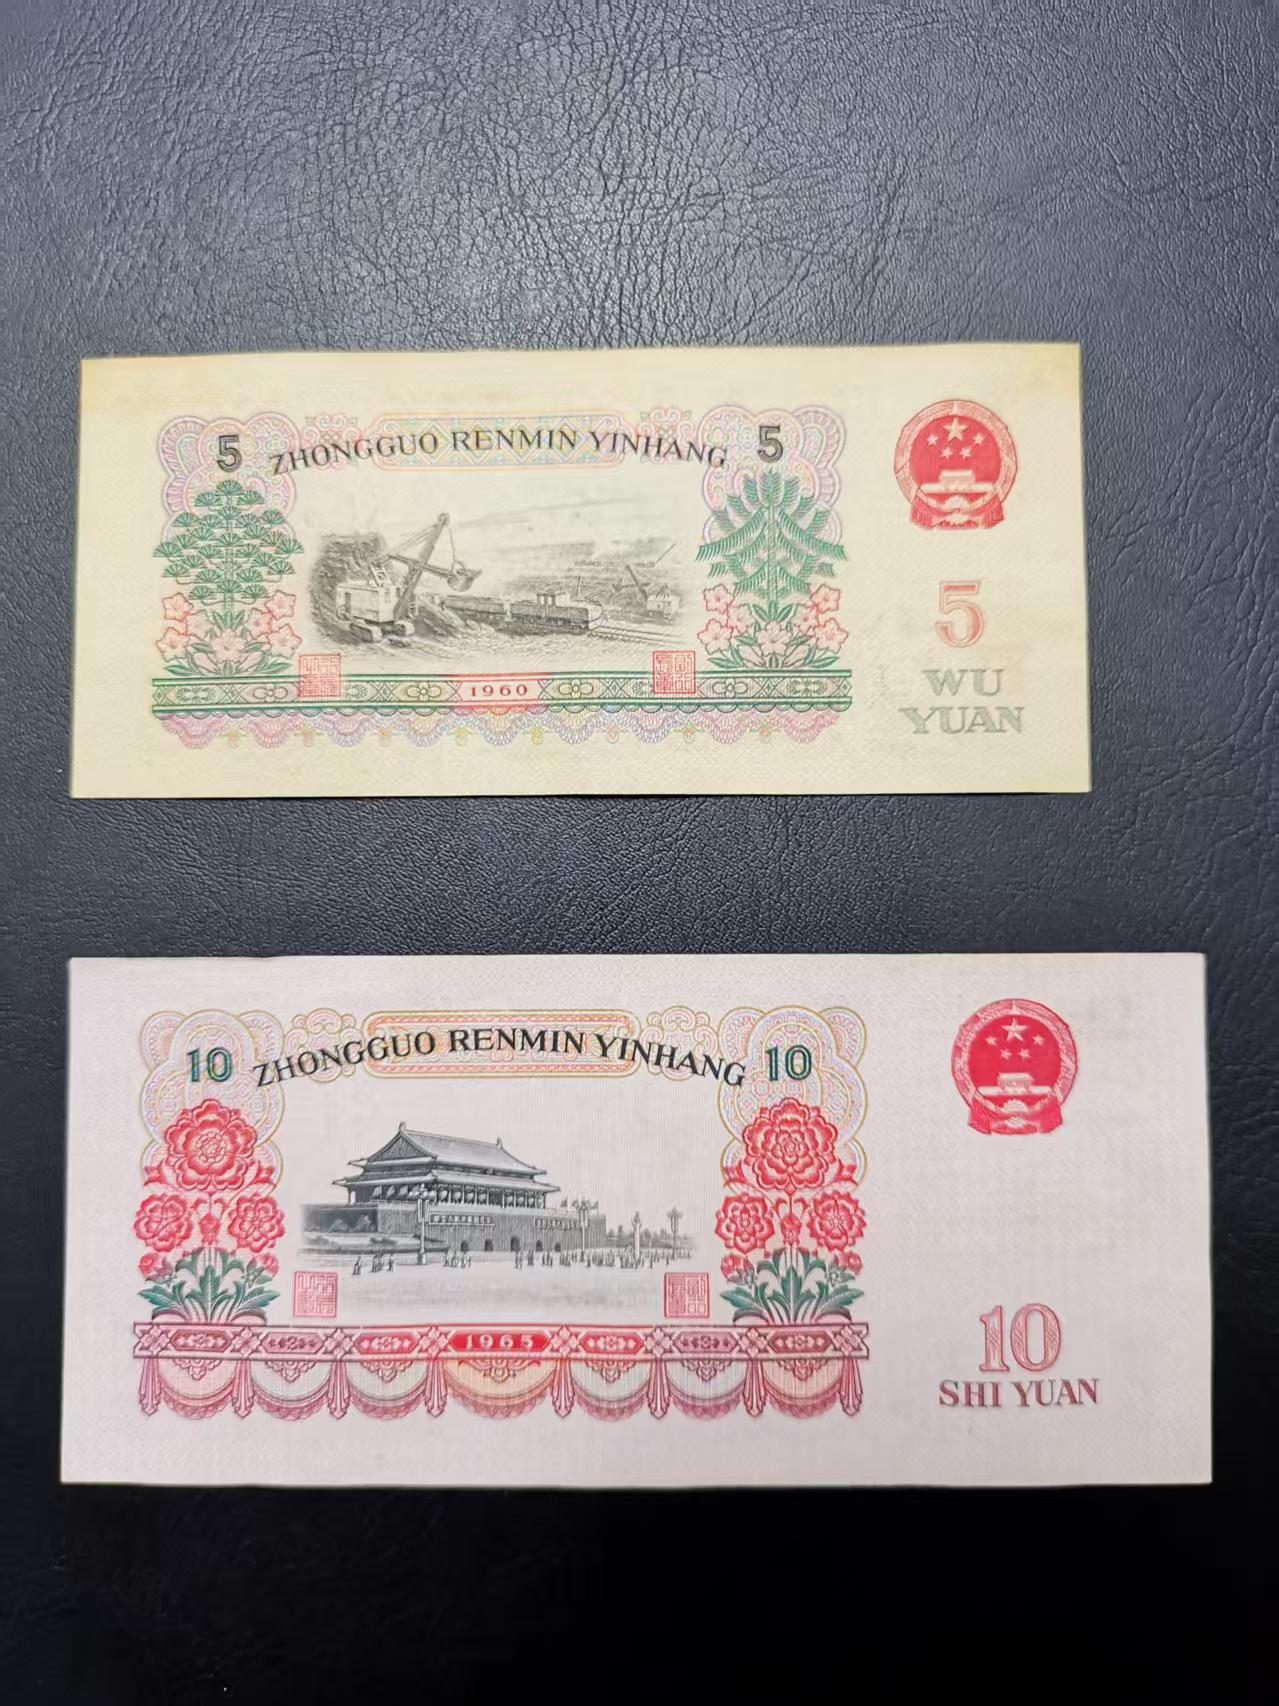 5 ZHONGGUO RENMIN YINHANG 5
1960
5
WU
YUAN
10 ZHONGGUO RENMIN YINHANG 10
1965
10
SHI YUAN